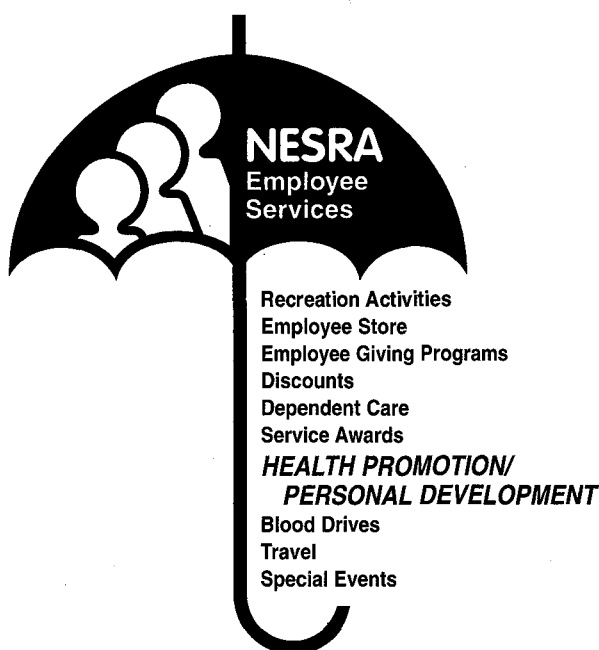 NESRA
Employee
Services
Recreation Activities
Employee Store
Employee Giving Programs
Discounts
Dependent Care
Service Awards
HEALTH PROMOTION/
PERSONAL DEVELOPMENT
Blood Drives
Travel
Special Events